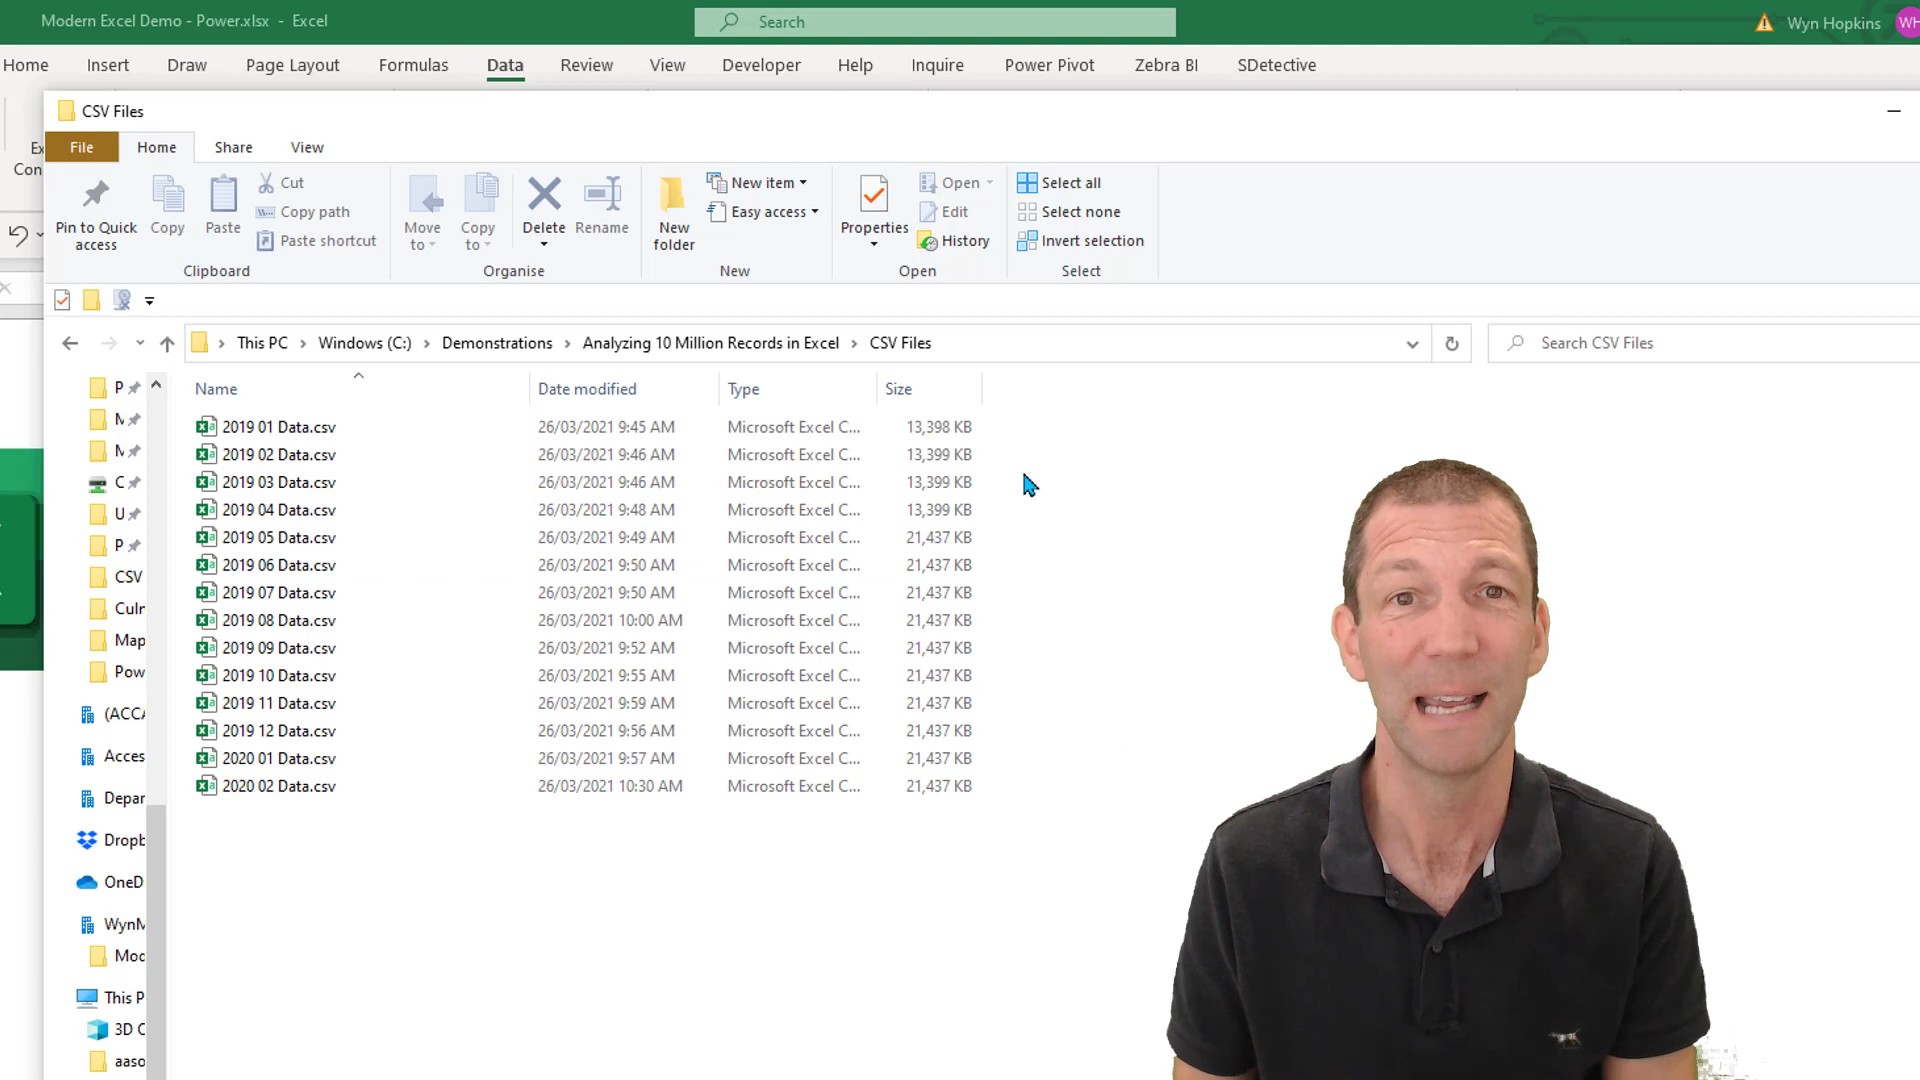 Modern Excel Demo - Power.xlsx - Excel
Search
Wyn Hopkins
WH
Home Insert Draw Page Layout Formulas Data Review View Developer Help Inquire Power Pivot Zebra BI SDetective
CSV Files
File Home Share View
Pin to Quick access
Copy
Paste
Cut
Copy path
Paste shortcut
Clipboard
Move to
Copy to
Delete
Rename
Organise
New folder
New item
Easy access
New
Properties
Open
Edit
History
Open
Select all
Select none
Invert selection
Select
This PC > Windows (C:) > Demonstrations > Analyzing 10 Million Records in Excel > CSV Files
Search CSV Files
Name Date modified Type Size
2019 01 Data.csv 26/03/2021 9:45 AM Microsoft Excel C... 13,398 KB
2019 02 Data.csv 26/03/2021 9:46 AM Microsoft Excel C... 13,399 KB
2019 03 Data.csv 26/03/2021 9:46 AM Microsoft Excel C... 13,399 KB
2019 04 Data.csv 26/03/2021 9:48 AM Microsoft Excel C... 13,399 KB
2019 05 Data.csv 26/03/2021 9:49 AM Microsoft Excel C... 21,437 KB
2019 06 Data.csv 26/03/2021 9:50 AM Microsoft Excel C... 21,437 KB
2019 07 Data.csv 26/03/2021 9:50 AM Microsoft Excel C... 21,437 KB
2019 08 Data.csv 26/03/2021 10:00 AM Microsoft Excel C... 21,437 KB
2019 09 Data.csv 26/03/2021 9:52 AM Microsoft Excel C... 21,437 KB
2019 10 Data.csv 26/03/2021 9:55 AM Microsoft Excel C... 21,437 KB
2019 11 Data.csv 26/03/2021 9:59 AM Microsoft Excel C... 21,437 KB
2019 12 Data.csv 26/03/2021 9:56 AM Microsoft Excel C... 21,437 KB
2020 01 Data.csv 26/03/2021 9:57 AM Microsoft Excel C... 21,437 KB
2020 02 Data.csv 26/03/2021 10:30 AM Microsoft Excel C... 21,437 KB
P
CSV
Map
Pow
(ACCA
Acces
Depar
Dropb
OneD
WynM
This P
3D C
aaso